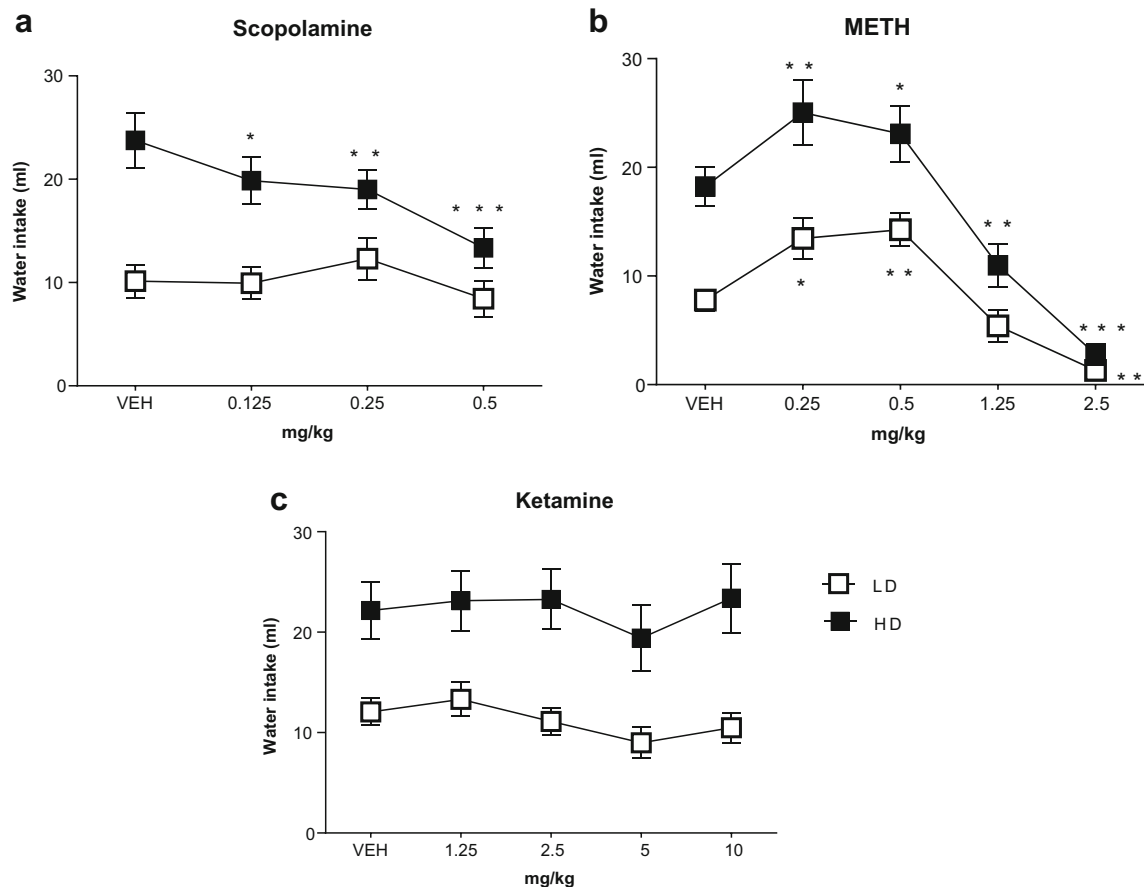 a
Scopolamine
30
20
10
0
Water intake (ml)
*
* *
* * *
VEH 0.125 0.25 0.5
mg/kg
b
METH
30
20
10
0
Water intake (ml)
* *
*
* *
* * *
*
* *
* *
VEH 0.25 0.5 1.25 2.5
mg/kg
c
Ketamine
30
20
10
0
Water intake (ml)
VEH 1.25 2.5 5 10
mg/kg
LD
HD